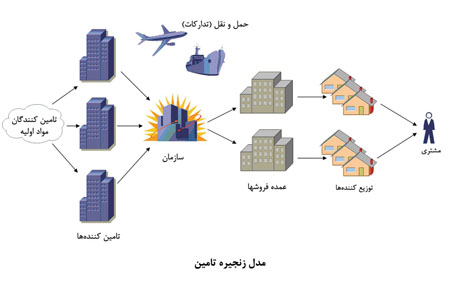 حمل و نقل (تدارکات)
تامین کنندگان
مواد اولیه
سازمان
مشتری
عمده فروشها
توزیع کننده‌ها
تامین کننده‌ها
مدل زنجیره تامین